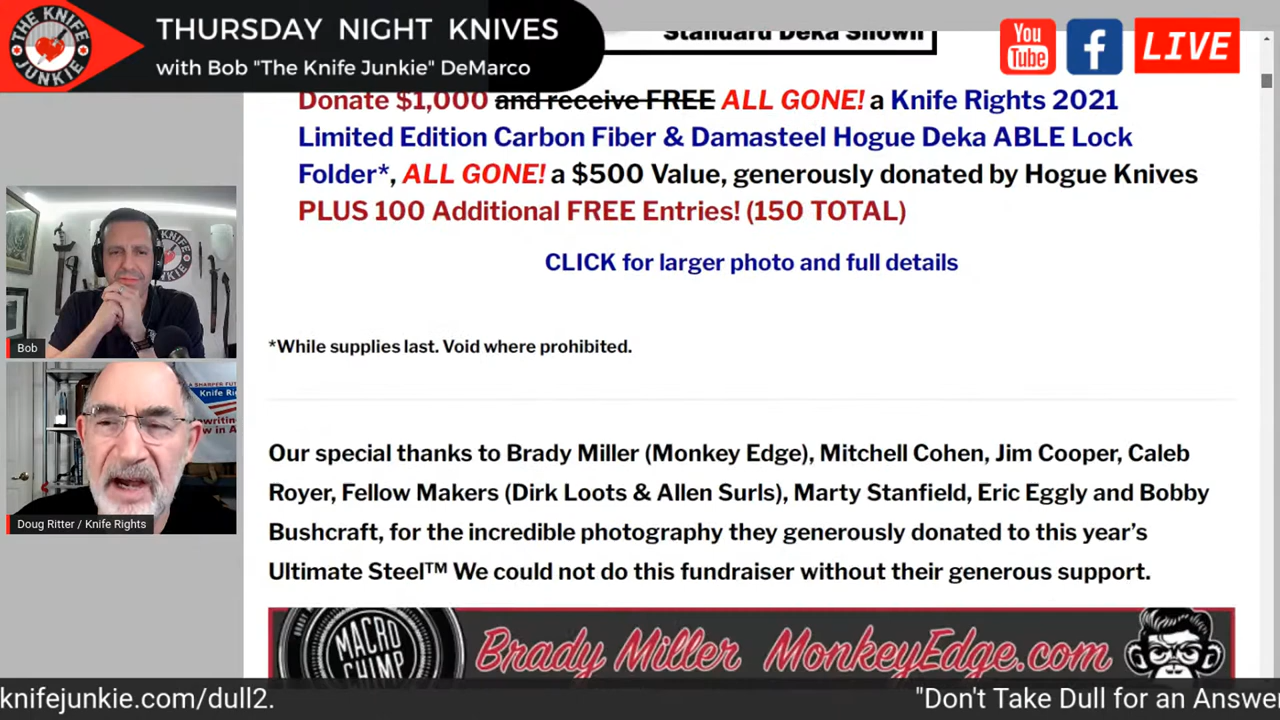 THE KNIFE
JUNKIE
THURSDAY NIGHT KNIVES
with Bob "The Knife Junkie" DeMarco
You
Tube
f
LIVE
Standard Deka Shown
Donate $1,000 and receive FREE ALL GONE! a Knife Rights 2021
Limited Edition Carbon Fiber & Damasteel Hogue Deka ABLE Lock
Folder*, ALL GONE! a $500 Value, generously donated by Hogue Knives
PLUS 100 Additional FREE Entries! (150 TOTAL)
CLICK for larger photo and full details
*While supplies last. Void where prohibited.
THE KNIFE
JUNKIE
Bob
A SHARPER FU
Knife Ri
Doug Ritter / Knife Rights
Our special thanks to Brady Miller (Monkey Edge), Mitchell Cohen, Jim Cooper, Caleb
Royer, Fellow Makers (Dirk Loots & Allen Surls), Marty Stanfield, Eric Eggly and Bobby
Bushcraft, for the incredible photography they generously donated to this year's
Ultimate Steel™ We could not do this fundraiser without their generous support.
MACRO
CHIMP
Brady Miller MonkeyEdge.com
knifejunkie.com/dull2.
"Don't Take Dull for an Answer